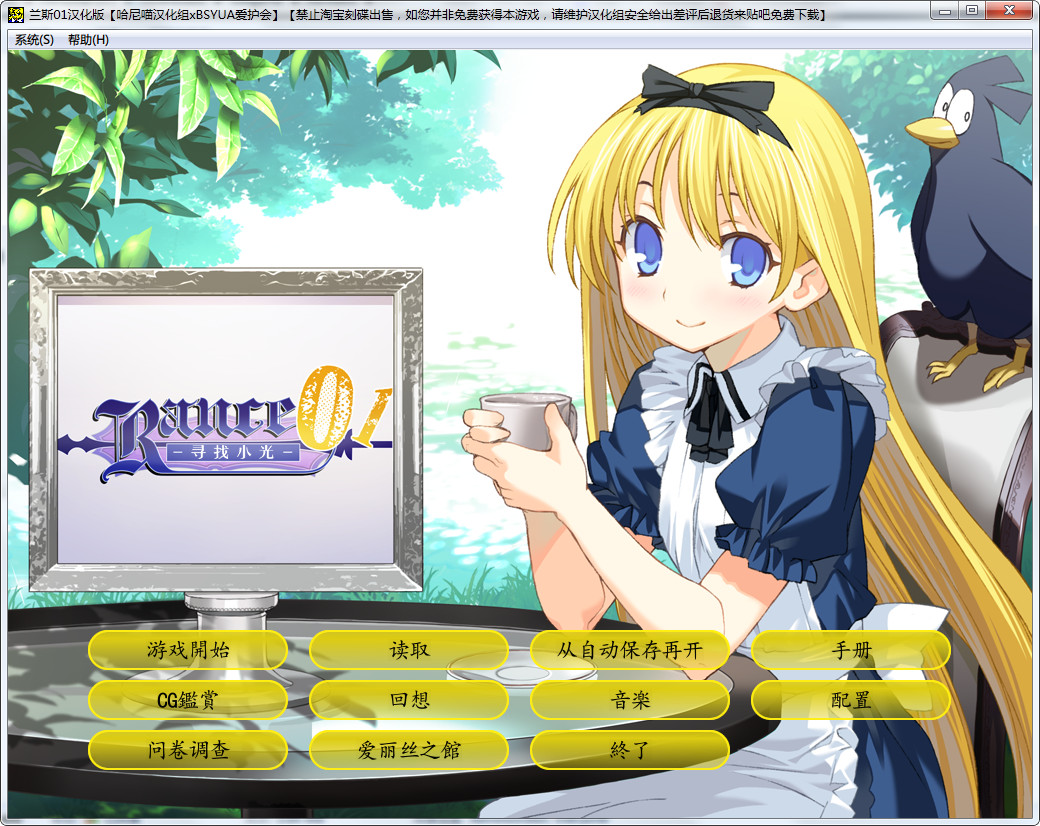 兰斯01汉化版【哈尼喵汉化组xBSYUA爱护会】【禁止淘宝刻碟出售，如您并非免费获得本游戏，请维护汉化组安全给出差评后退货来贴吧免费下载】
系统(S) 帮助(H)
Rance01
－寻找小光－
游戏開始 读取 从自动保存再开 手册
CG鑑賞 回想 音楽 配置
问卷调查 爱丽丝之館 終了